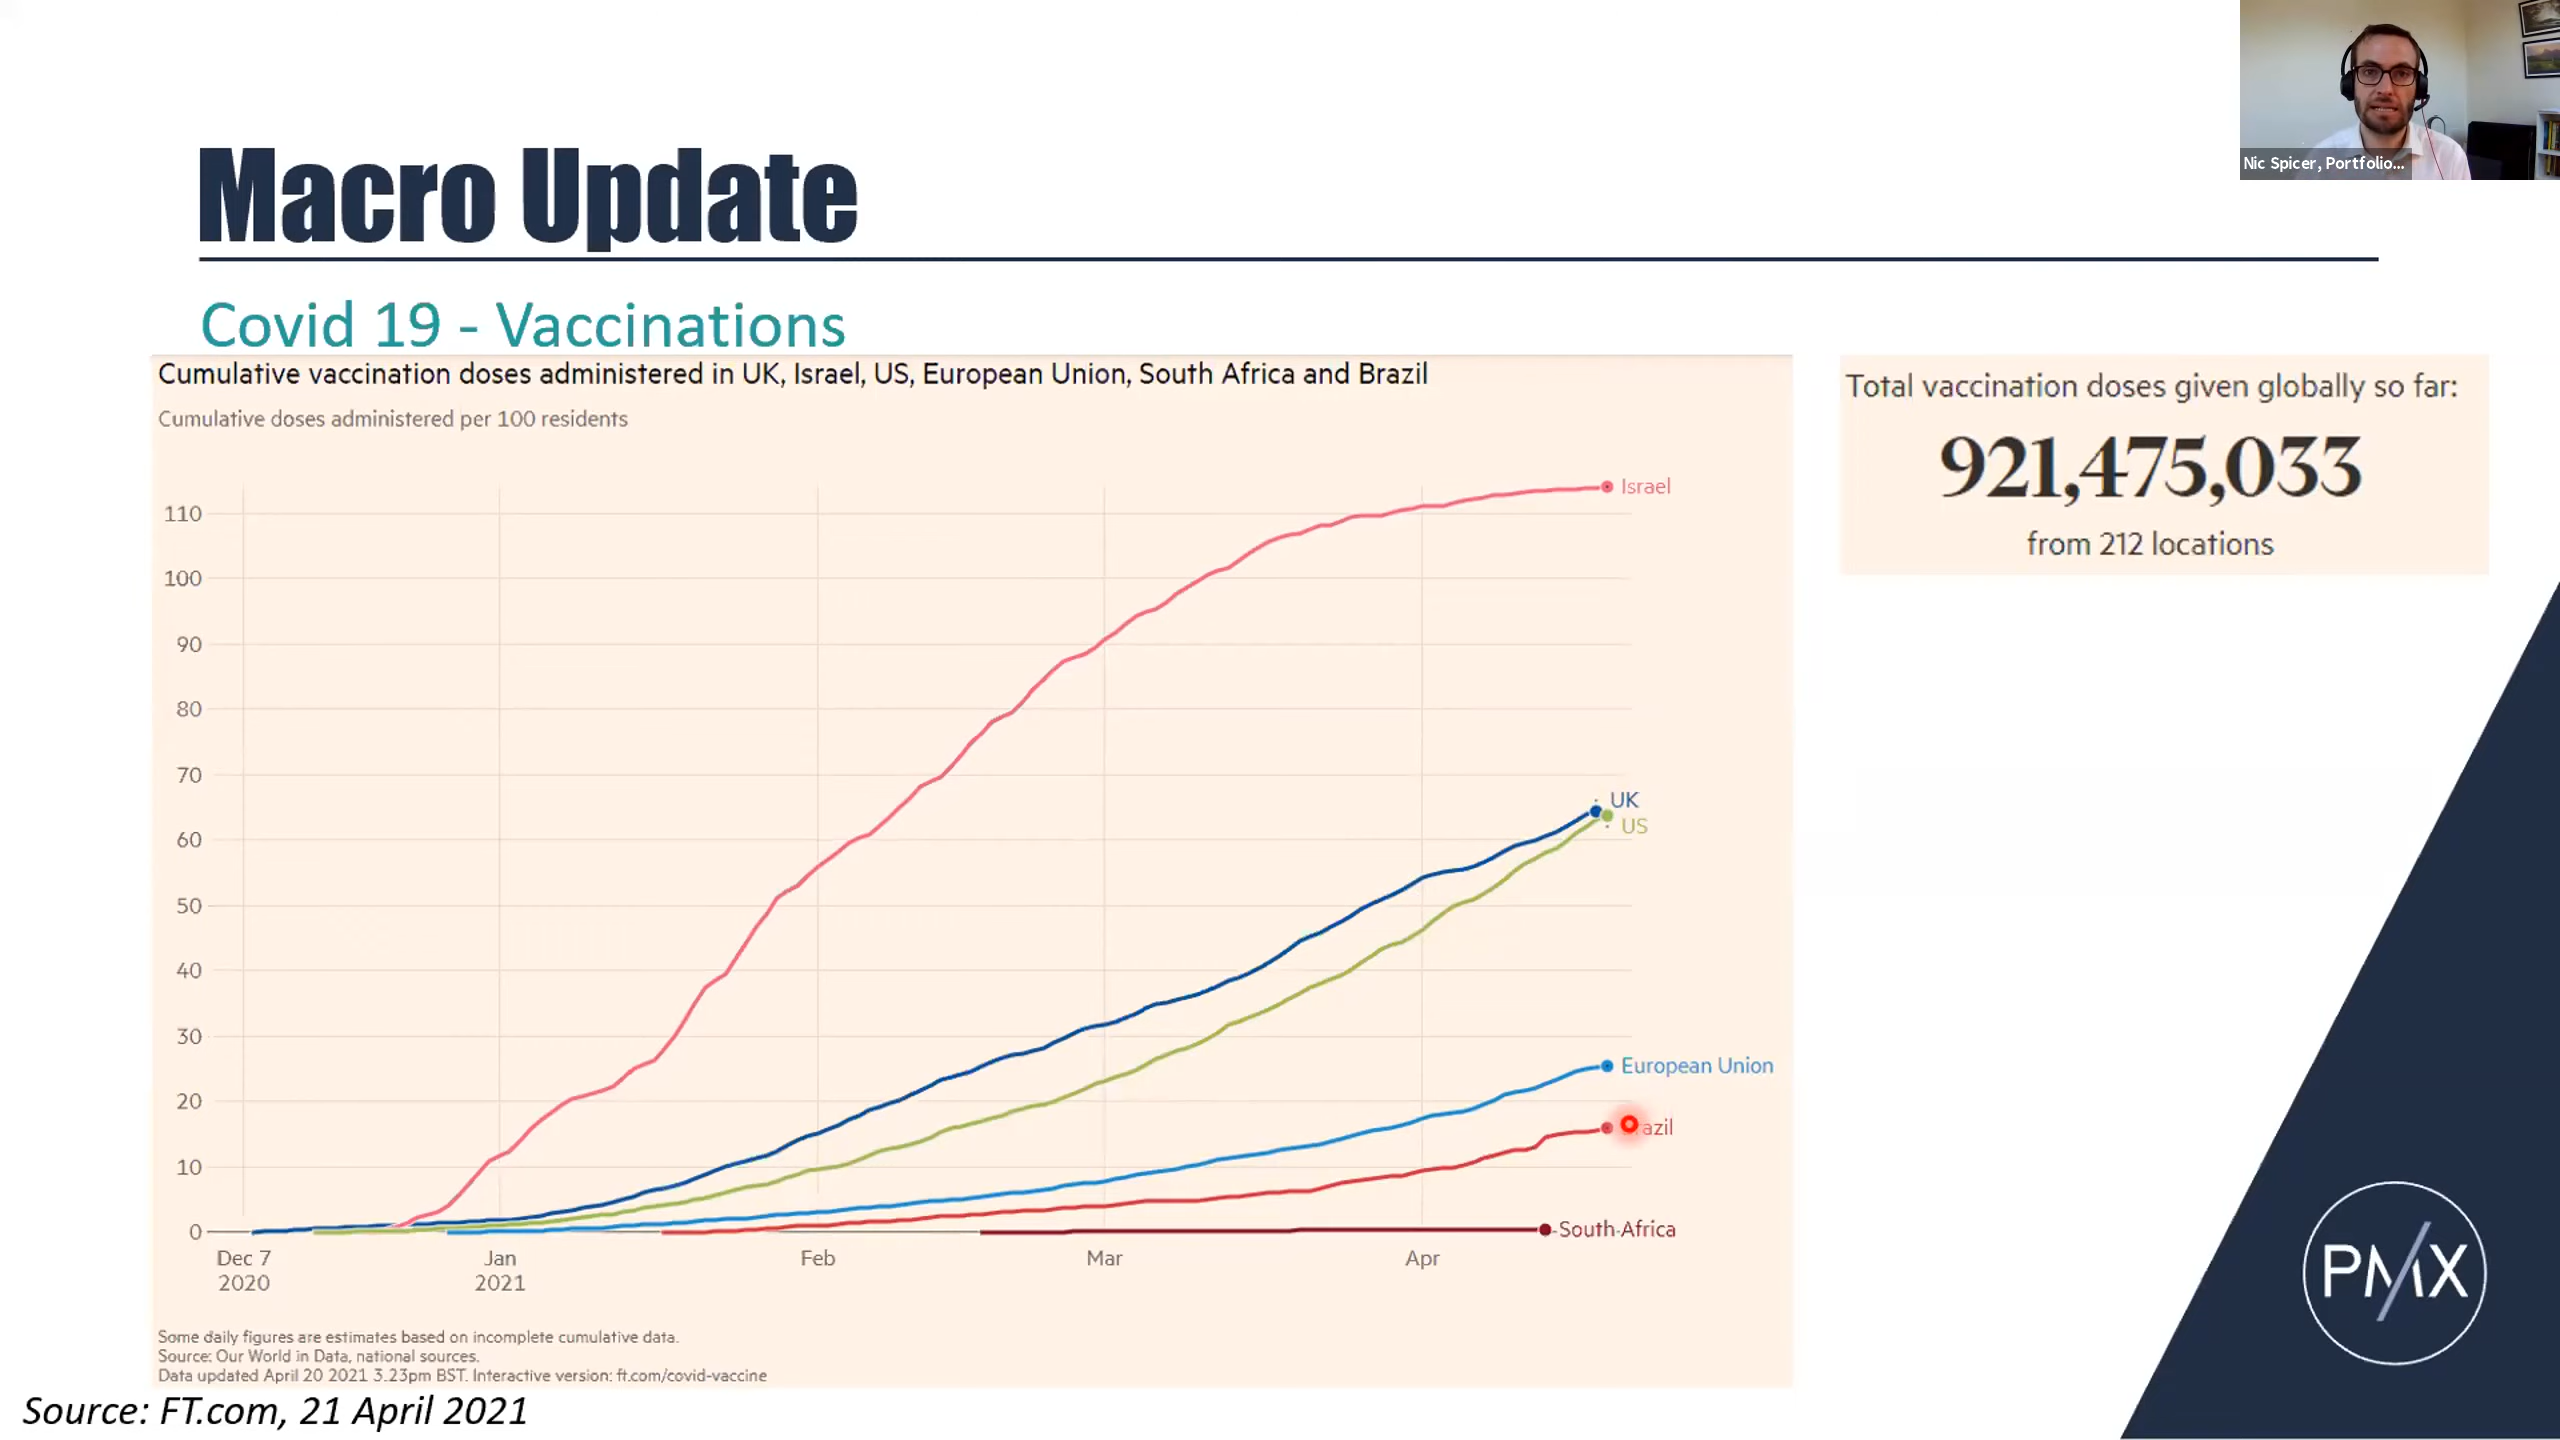 Nic Spicer, Portfolio...
Macro Update
Covid 19 - Vaccinations
Cumulative vaccination doses administered in UK, Israel, US, European Union, South Africa and Brazil
Cumulative doses administered per 100 residents
110
100
90
80
70
60
50
40
30
20
10
0
Israel
UK
US
European Union
azil
South Africa
Dec 7
2020
Jan
2021
Feb
Mar
Apr
Some daily figures are estimates based on incomplete cumulative data.
Source: Our World in Data, national sources.
Data updated April 20 2021 3.23pm BST. Interactive version: ft.com/covid-vaccine
Source: FT.com, 21 April 2021
Total vaccination doses given globally so far:
921,475,033
from 212 locations
PMX